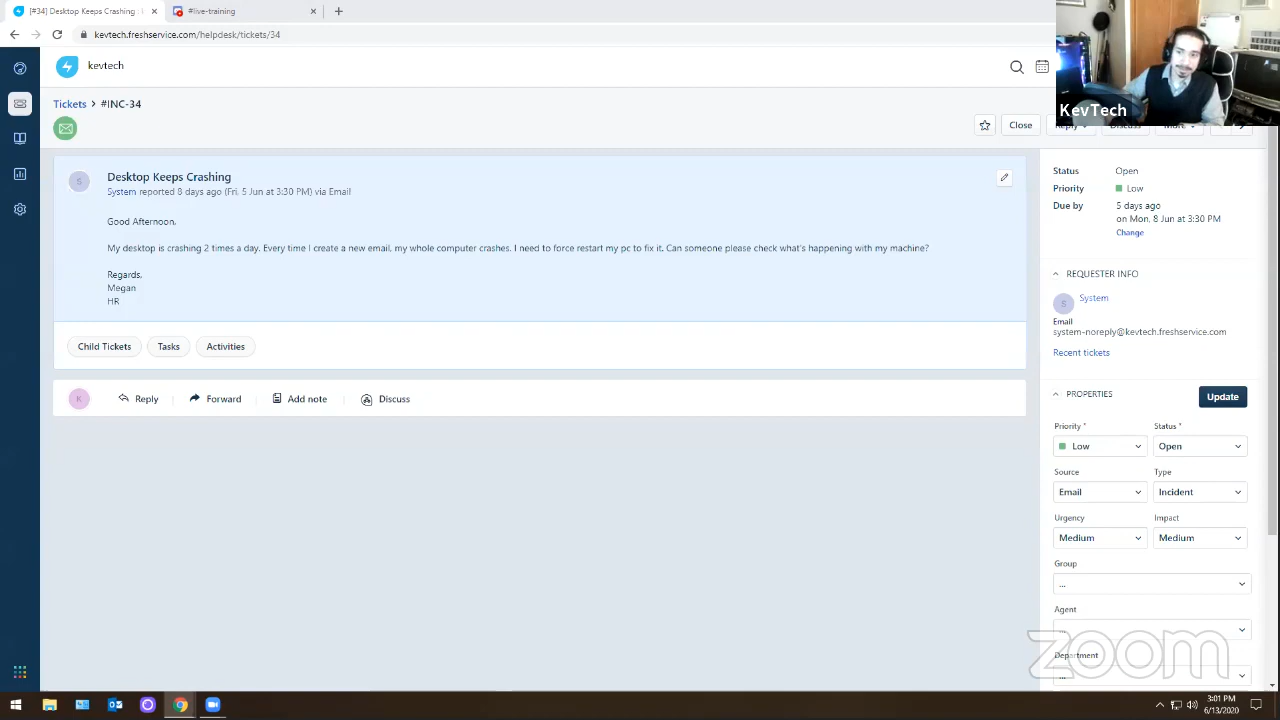 [#34] Desktop Keeps Crashing :
#live-training
kevtech.freshservice.com/helpdesk/tickets/34
kevtech
Tickets > #INC-34
Close
Reply
Discuss
More
KevTech
S
Desktop Keeps Crashing
System reported 8 days ago (Fri, 5 Jun at 3:30 PM) via Email
Good Afternoon,
My desktop is crashing 2 times a day. Every time I create a new email, my whole computer crashes. I need to force restart my pc to fix it. Can someone please check what's happening with my machine?
Regards,
Megan
HR
Child Tickets
Tasks
Activities
K
Reply
Forward
Add note
Discuss
Status Open
Priority Low
Due by 5 days ago
on Mon, 8 Jun at 3:30 PM
Change
REQUESTER INFO
S
System
Email
system-noreply@kevtech.freshservice.com
Recent tickets
PROPERTIES
Update
Priority * Status *
Low Open
Source Type
Email Incident
Urgency Impact
Medium Medium
Group
...
Agent
...
Department
...
zoom
3:01 PM
6/13/2020